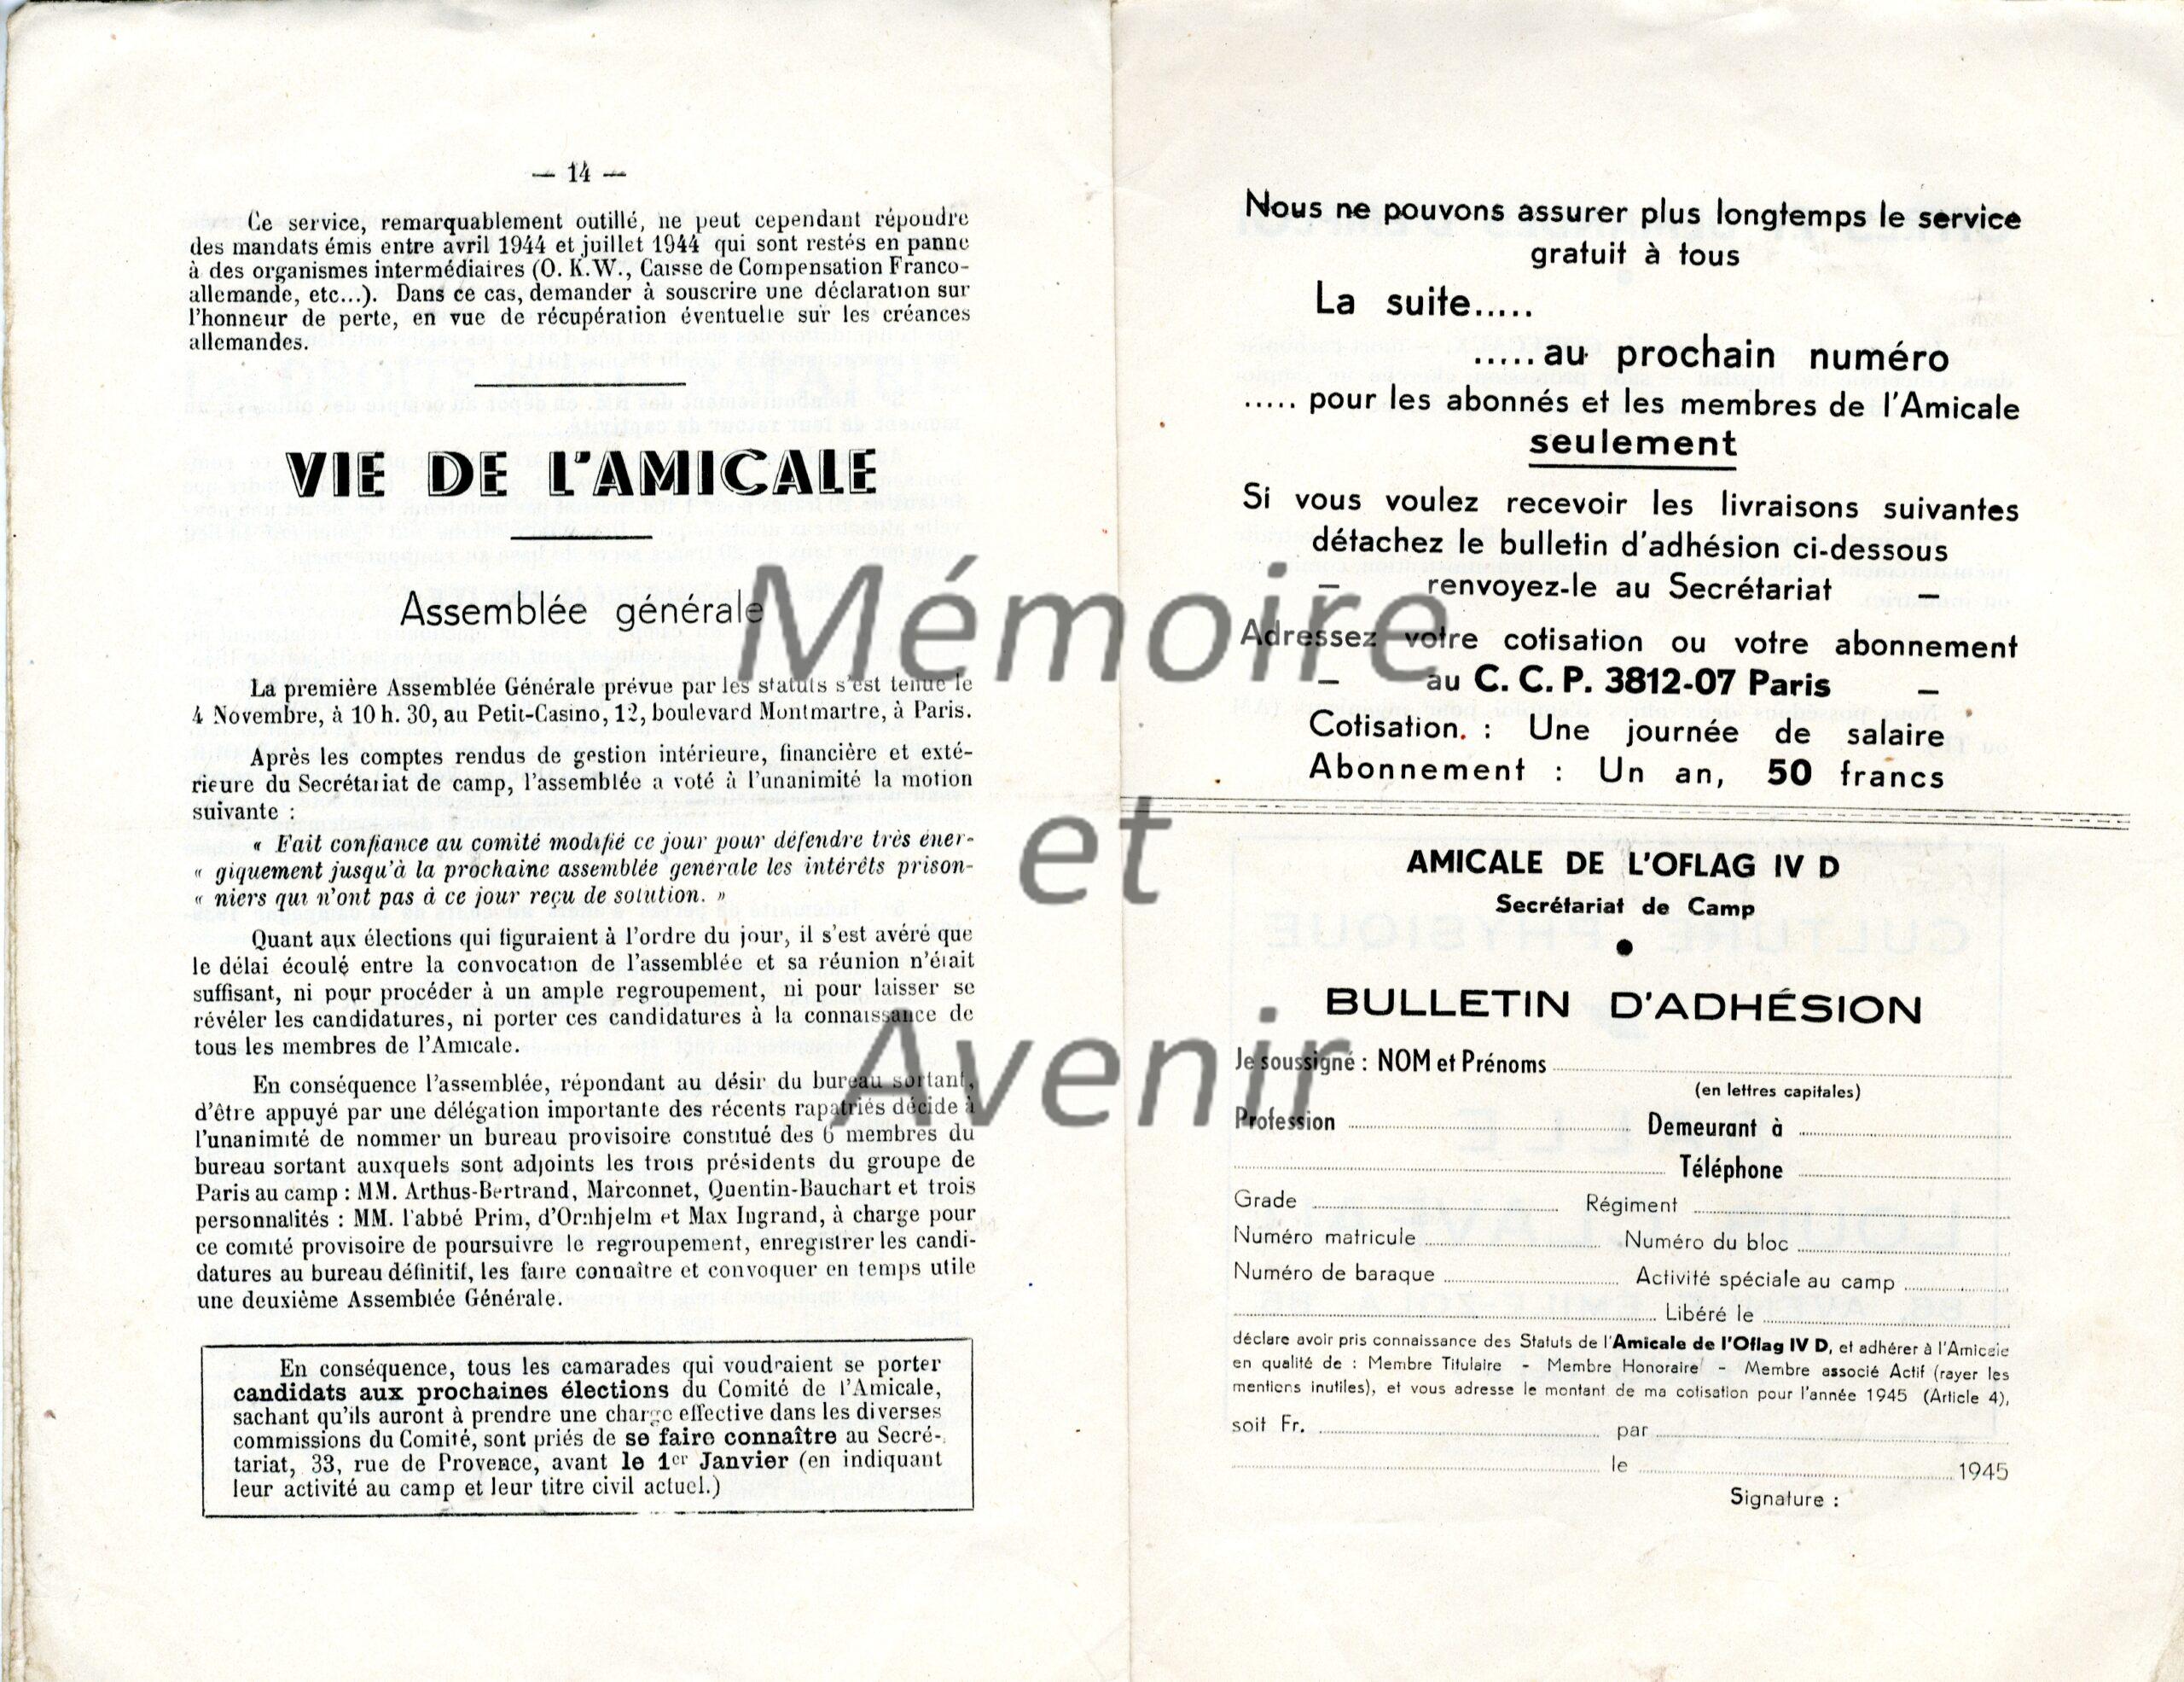 — 14 —
Ce service, remarquablement outillé, ne peut cependant répondre
des mandats émis entre avril 1944 et juillet 1944 qui sont restés en panne
à des organismes intermédiaires (O. K.W., Caisse de Compensation Franco-
allemande, etc...). Dans ce cas, demander à souscrire une déclaration sur
l'honneur de perte, en vue de récupération éventuelle sur les créances
allemandes.
VIE DE L'AMICALE
Assemblée générale
La première Assemblée Générale prévue par les statuts s'est tenue le
4 Novembre, à 10 h. 30, au Petit-Casino, 12, boulevard Montmartre, à Paris.
Après les comptes rendus de gestion intérieure, financière et exté-
rieure du Secrétariat de camp, l'assemblée a voté à l'unanimité la motion
suivante :
« Fait confiance au comité modifié ce jour pour défendre très éner-
« giquement jusqu'à la prochaine assemblée générale les intérêts prison-
« niers qui n'ont pas à ce jour reçu de solution. »
Quant aux élections qui figuraient à l'ordre du jour, il s'est avéré que
le délai écoulé entre la convocation de l'assemblée et sa réunion n'était
suffisant, ni pour procéder à un ample regroupement, ni pour laisser se
révéler les candidatures, ni porter ces candidatures à la connaissance de
tous les membres de l'Amicale.
En conséquence l'assemblée, répondant au désir du bureau sortant,
d'être appuyé par une délégation importante des récents rapatriés décide à
l'unanimité de nommer un bureau provisoire constitué des 6 membres du
bureau sortant auxquels sont adjoints les trois présidents du groupe de
Paris au camp : MM. Arthus-Bertrand, Marconnet, Quentin-Bauchart et trois
personnalités : MM. l'abbé Prim, d'Ornhjelm et Max Ingrand, à charge pour
ce comité provisoire de poursuivre le regroupement, enregistrer les candi-
datures au bureau définitif, les faire connaître et convoquer en temps utile
une deuxième Assemblée Générale.
En conséquence, tous les camarades qui voudraient se porter
candidats aux prochaines élections du Comité de l'Amicale,
sachant qu'ils auront à prendre une charge effective dans les diverses
commissions du Comité, sont priés de se faire connaître au Secré-
tariat, 33, rue de Provence, avant le 1er Janvier (en indiquant
leur activité au camp et leur titre civil actuel.)
Nous ne pouvons assurer plus longtemps le service
gratuit à tous
La suite.....
.....au prochain numéro
..... pour les abonnés et les membres de l'Amicale
seulement
Si vous voulez recevoir les livraisons suivantes
détachez le bulletin d'adhésion ci-dessous
— renvoyez-le au Secrétariat —
Adressez votre cotisation ou votre abonnement
— au C. C. P. 3812-07 Paris —
Cotisation. : Une journée de salaire
Abonnement : Un an, 50 francs
AMICALE DE L'OFLAG IV D
Secrétariat de Camp
●
BULLETIN D'ADHÉSION
Je soussigné : NOM et Prénoms
(en lettres capitales)
Profession Demeurant à
Téléphone
Grade Régiment
Numéro matricule Numéro du bloc
Numéro de baraque Activité spéciale au camp
Libéré le
déclare avoir pris connaissance des Statuts de l'Amicale de l'Oflag IV D, et adhérer à l'Amicale
en qualité de : Membre Titulaire - Membre Honoraire - Membre associé Actif (rayer les
mentions inutiles), et vous adresse le montant de ma cotisation pour l'année 1945 (Article 4),
soit Fr. par
le 1945
Signature :
Mémoire
et
Avenir